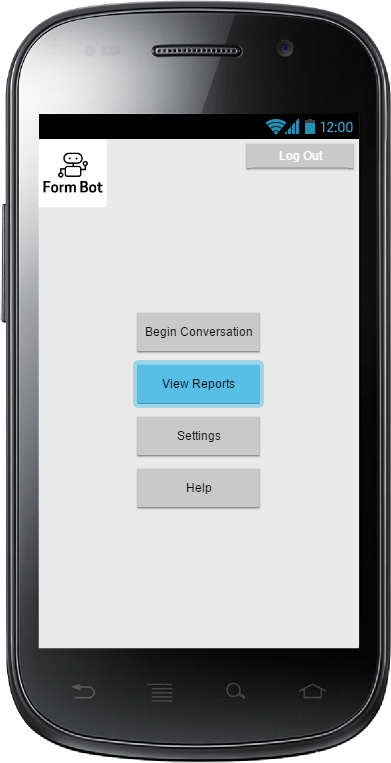 12:00
Log Out
Form Bot
Begin Conversation
View Reports
Settings
Help